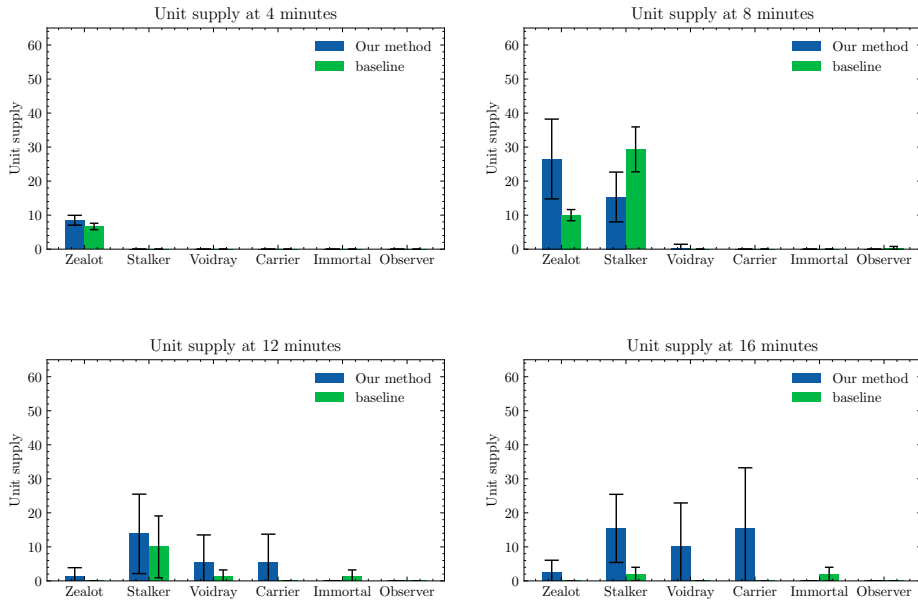 Unit supply at 4 minutes
Our method
baseline
Unit supply
60
50
40
30
20
10
0
Zealot Stalker Voidray Carrier Immortal Observer
Unit supply at 8 minutes
Our method
baseline
Unit supply
60
50
40
30
20
10
0
Zealot Stalker Voidray Carrier Immortal Observer
Unit supply at 12 minutes
Our method
baseline
Unit supply
60
50
40
30
20
10
0
Zealot Stalker Voidray Carrier Immortal Observer
Unit supply at 16 minutes
Our method
baseline
Unit supply
60
50
40
30
20
10
0
Zealot Stalker Voidray Carrier Immortal Observer